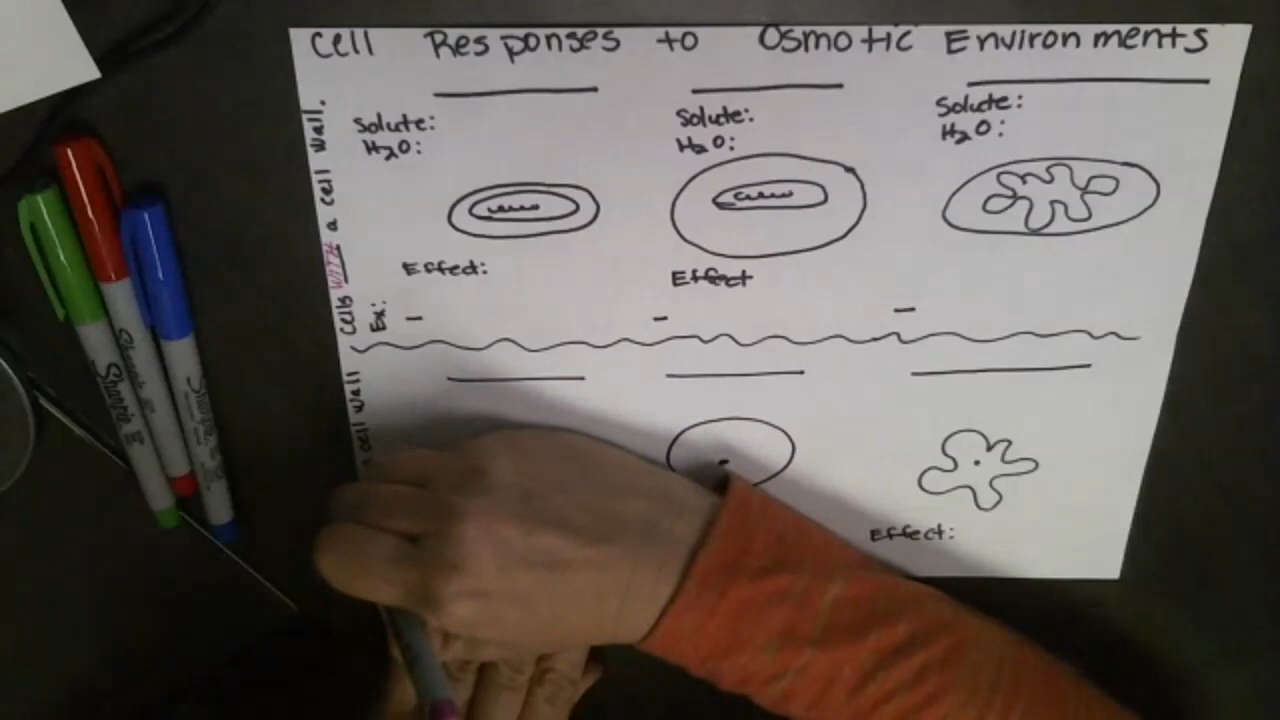 Cell Responses to Osmotic Environments
Cells WITH a cell wall.
Solute:
H₂O:
Solute:
H₂O:
Solute:
H₂O:
Effect:
Effect
Ex:
cell wall
Effect:
Sharpie
Sharpie